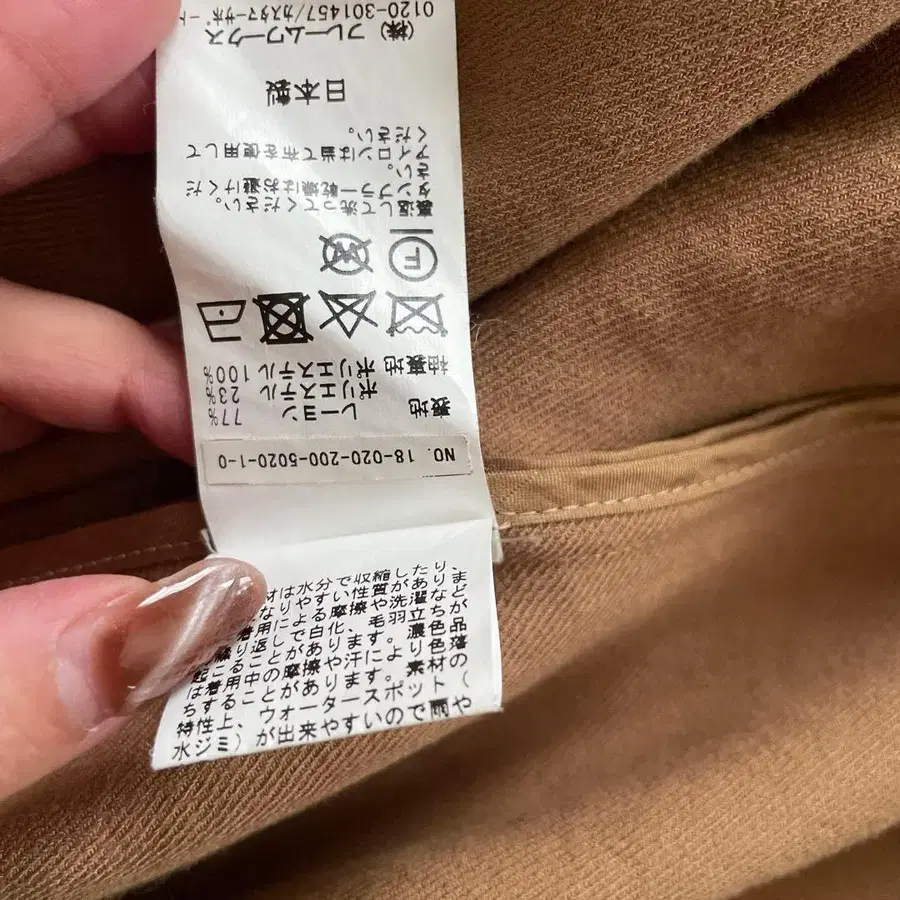 NO. 18-020-200-5020-1-0
表地 レーヨン 77%
ポリエステル 23%
袖裏地 ポリエステル 100%
F
W
裏返して洗ってください。
タンブラー乾燥はお避けくだ
さい。
アイロンは当て布を使用して
ください。
日本製
(株) フレームワークス
0120-301457/カスタマーサポート
材は水分で収縮したり、ま
なりやすい性質があり
着用による摩擦や洗濯など
り返しで白化、毛羽立ちが
起こることがあります。濃色品
は着用中の摩擦や汗により色落
ちすることがあります。素材の
特性上、ウォータースポット(
水ジミ)が出来やすいので雨や